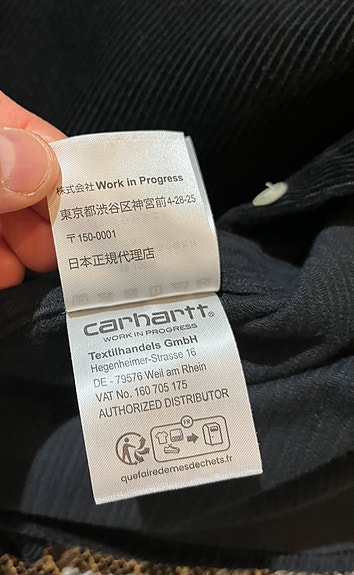 株式会社 Work in Progress
東京都渋谷区神宮前4-28-25
〒150-0001
日本正規代理店
carhartt®
WORK IN PROGRESS
Textilhandels GmbH
Hegenheimer-Strasse 16
DE - 79576 Weil am Rhein
VAT No. 160 705 175
AUTHORIZED DISTRIBUTOR
FR
quefairedemesdechets.fr